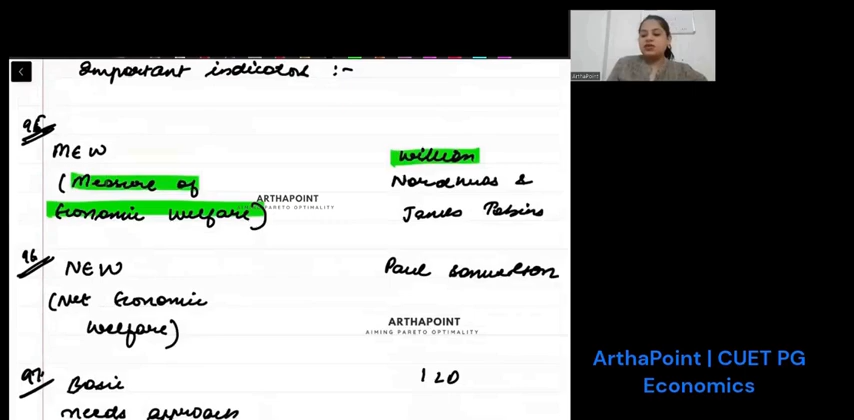 ArthaPoint
Important indicators :-
95
MEW
William
(Measure of
Nordhaus &
Economic welfare)
James Tobins
ARTHAPOINT
AIMING PARETO OPTIMALITY
96
NEW
Paul Samuelson
(Net Economic
welfare)
ARTHAPOINT
AIMING PARETO OPTIMALITY
97
Basic
ILO
needs approach
ArthaPoint | CUET PG
Economics